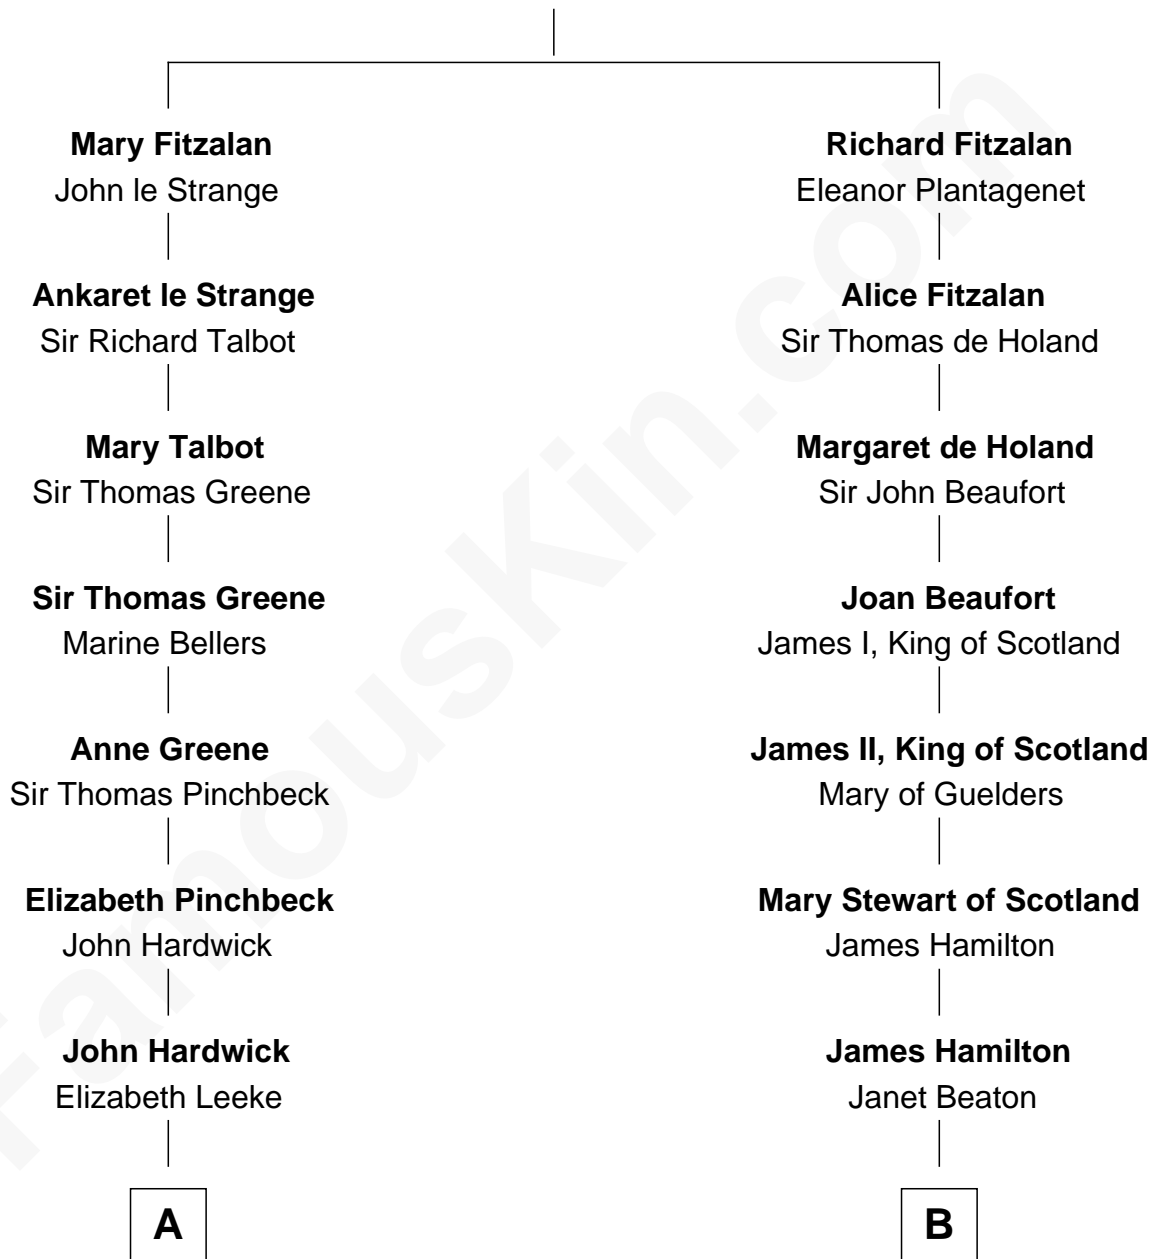 Mary Fitzalan
John le Strange
Ankaret le Strange
Sir Richard Talbot
Mary Talbot
Sir Thomas Greene
Sir Thomas Greene
Marine Bellers
Anne Greene
Sir Thomas Pinchbeck
Elizabeth Pinchbeck
John Hardwick
John Hardwick
Elizabeth Leeke
A
Richard Fitzalan
Eleanor Plantagenet
Alice Fitzalan
Sir Thomas de Holand
Margaret de Holand
Sir John Beaufort
Joan Beaufort
James I, King of Scotland
James II, King of Scotland
Mary of Guelders
Mary Stewart of Scotland
James Hamilton
James Hamilton
Janet Beaton
B
FamousKin.com